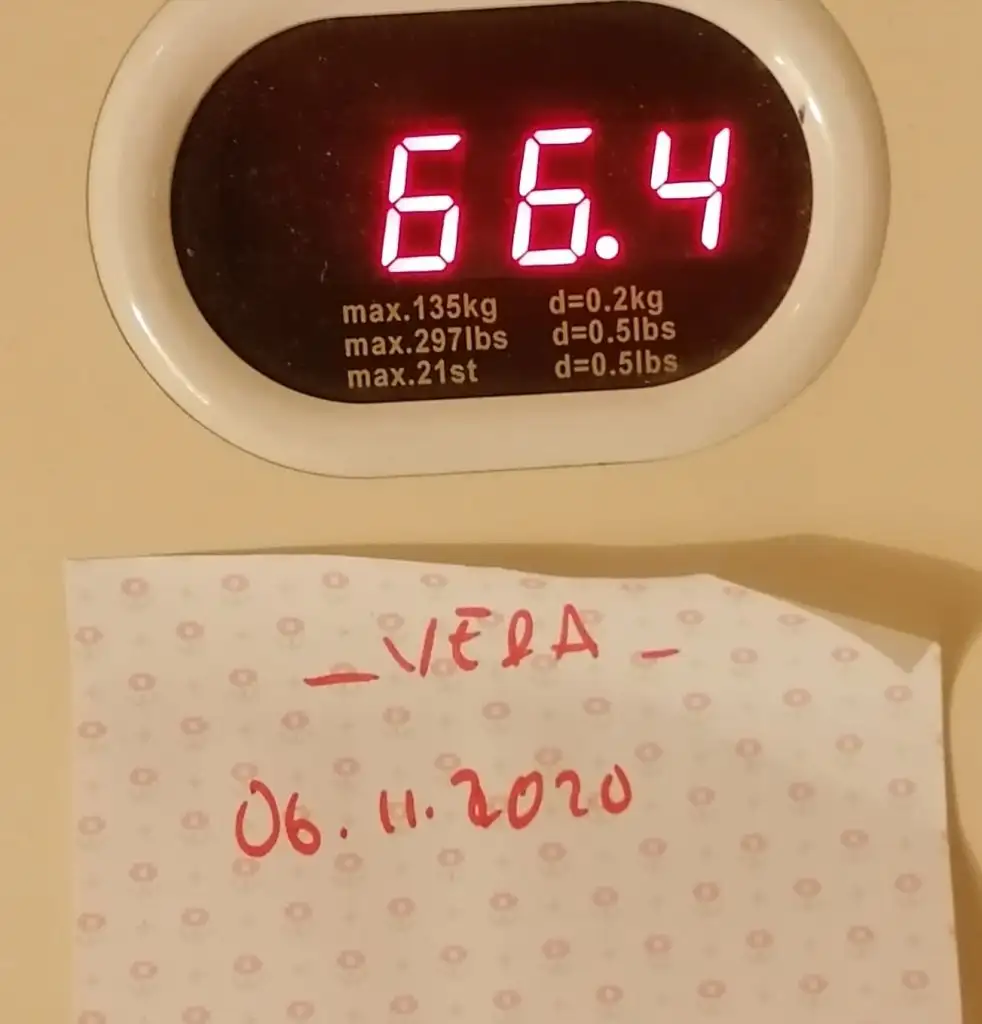 66.4
max.135kg d=0.2kg
max.297lbs d=0.5lbs
max.21st d=0.5lbs
_VERA_
06.11.2020